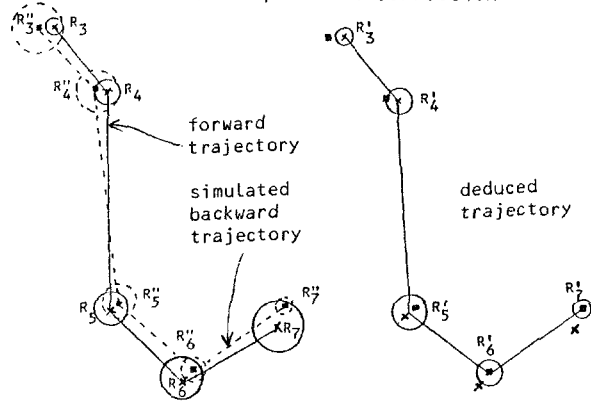 R"3
R3
R'3
R"4
R4
R'4
forward
trajectory
simulated
backward
trajectory
deduced
trajectory
R5
R"5
R'5
R"6
R6
R'6
R"7
R7
R'7